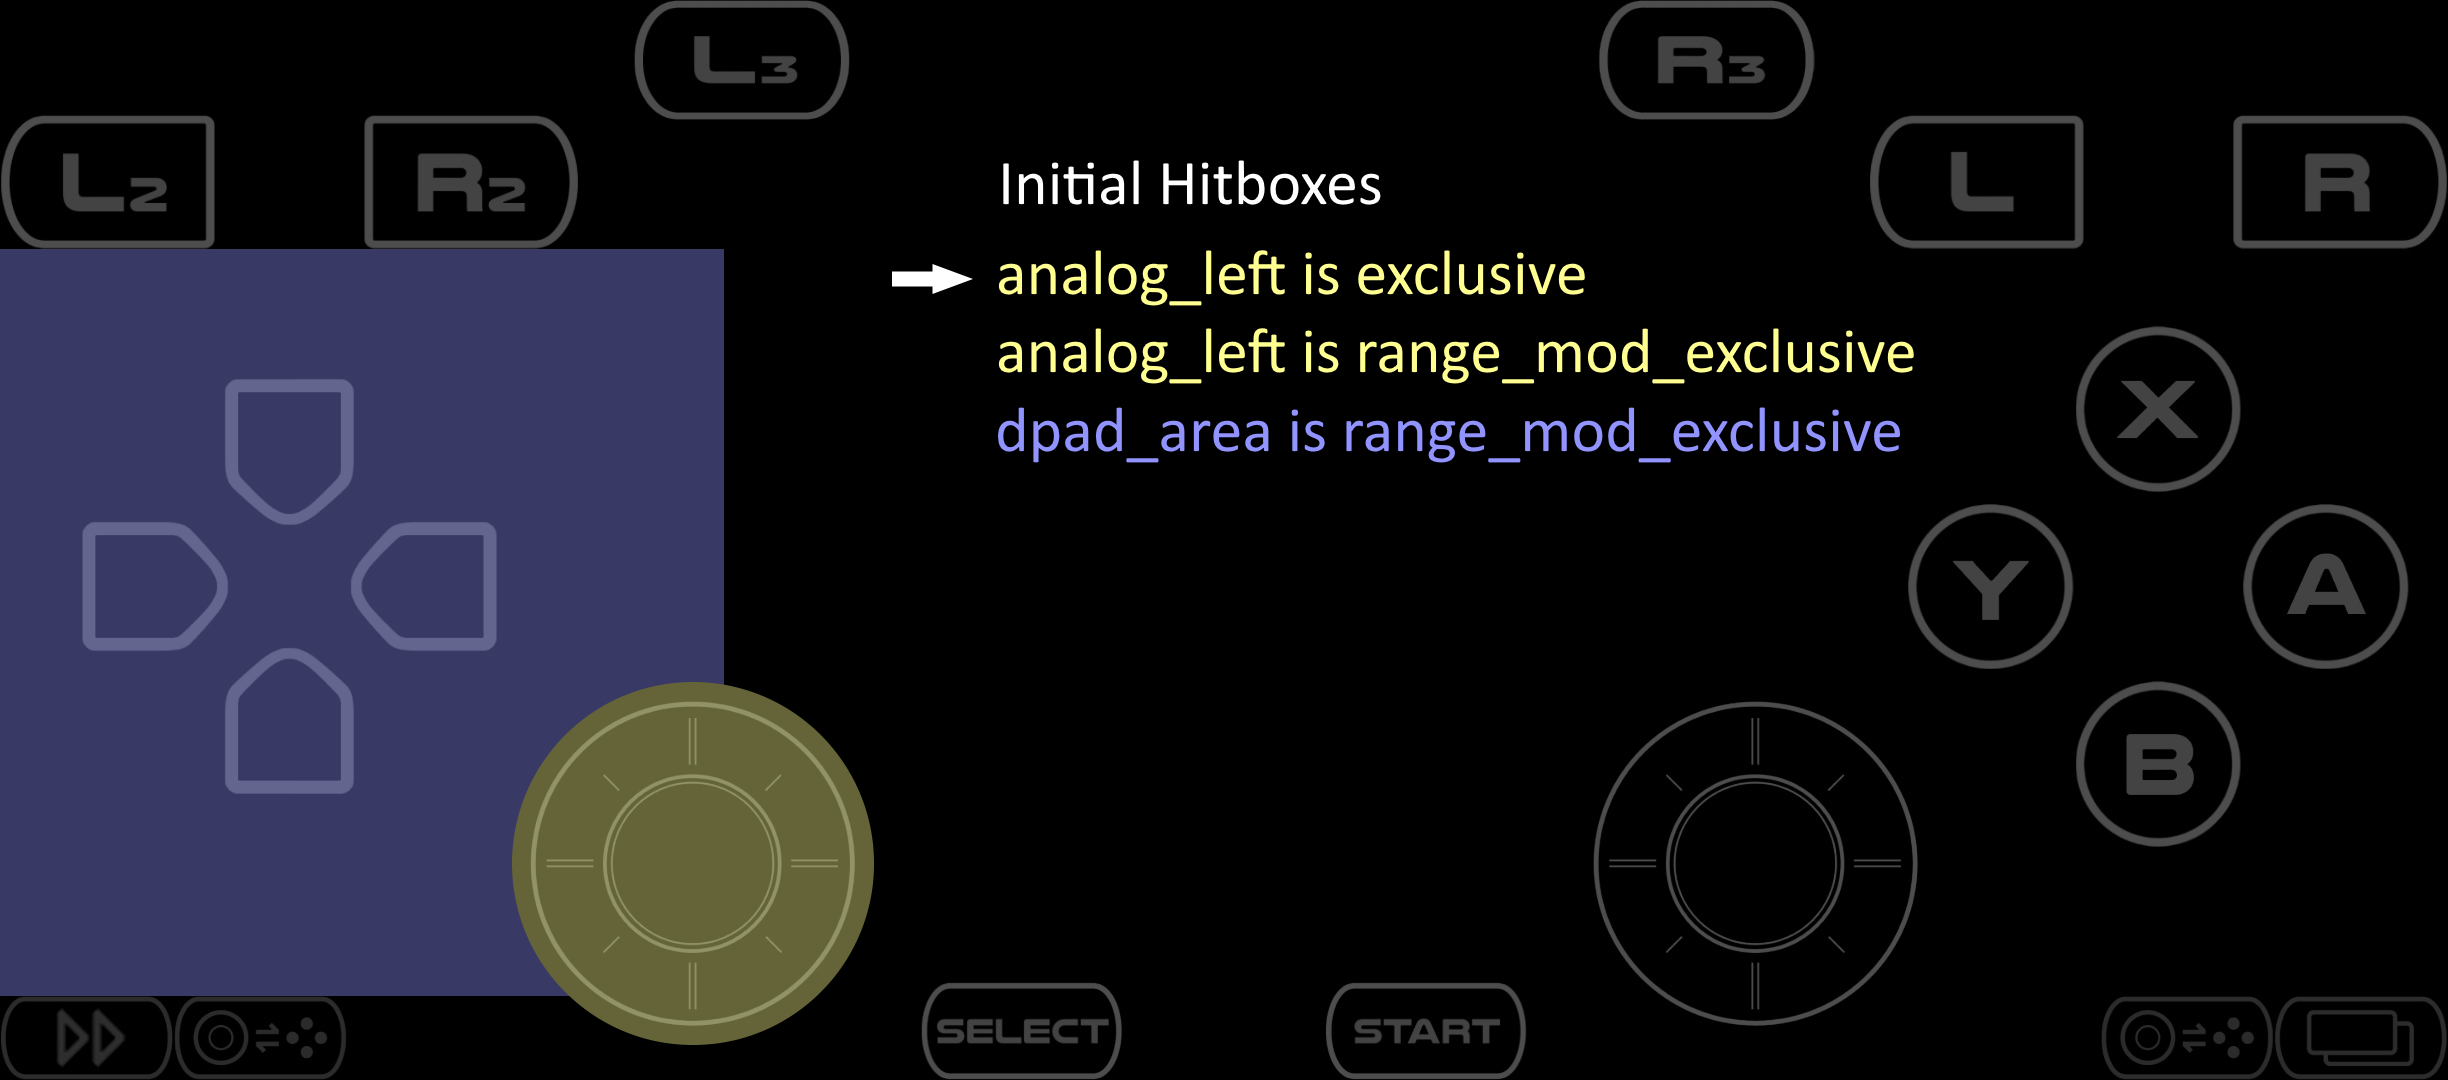 L3
R3
L2
R2
L
R
Initial Hitboxes
analog_left is exclusive
analog_left is range_mod_exclusive
dpad_area is range_mod_exclusive
X
Y
A
B
SELECT
START